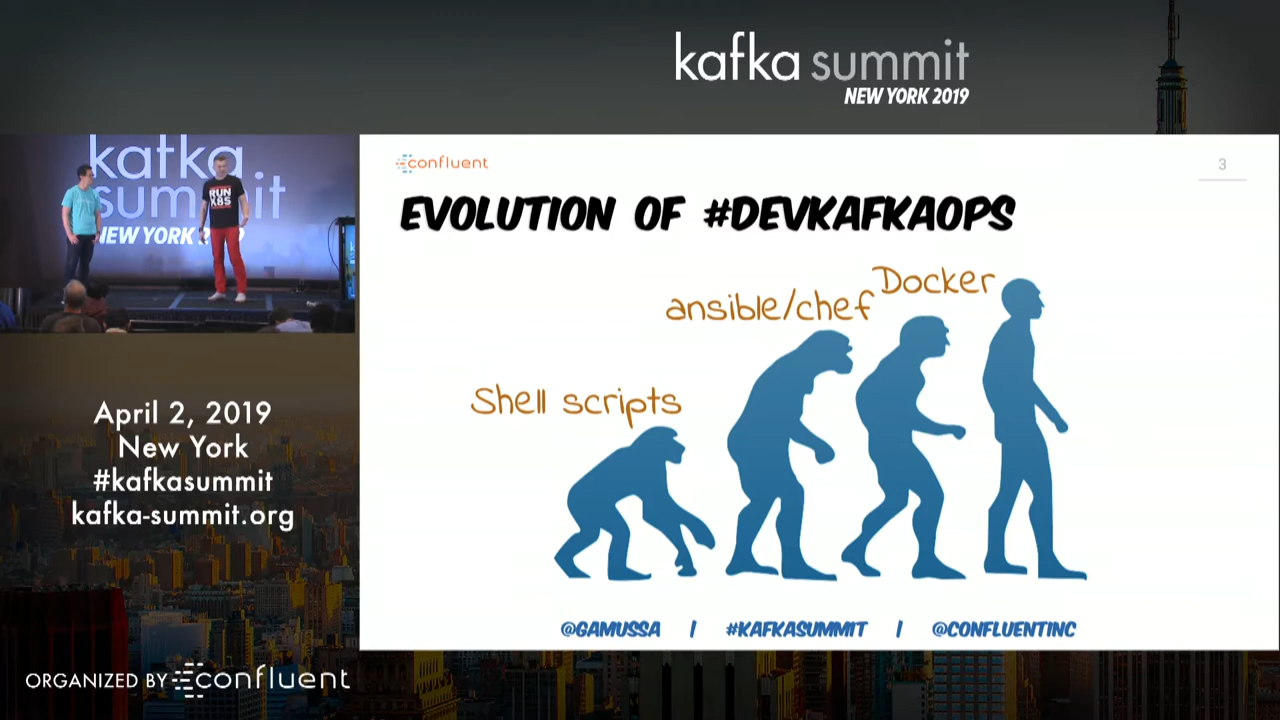 kafka summit
NEW YORK 2019
kafka
summit
NEW YORK 2019
RUN
K8S
confluent
3
EVOLUTION OF #DEVKAFKAOPS
Docker
ansible/chef
Shell scripts
@GAMUSSA | #KAFKASUMMIT | @CONFLUENTINC
April 2, 2019
New York
#kafkasummit
kafka-summit.org
ORGANIZED BY confluent